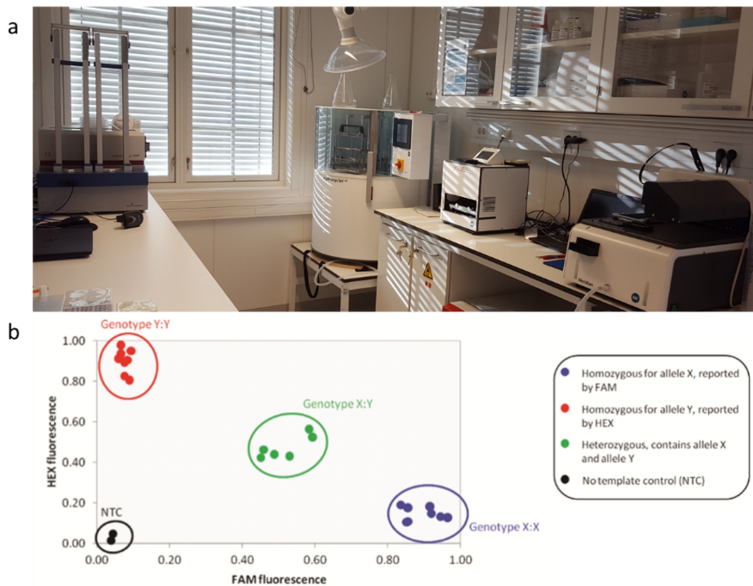 a
b
Genotype Y:Y
1.00
0.80
0.60
0.40
0.20
0.00
HEX fluorescence
Genotype X:Y
NTC
Genotype X:X
0.00
0.20
0.40
0.60
0.80
1.00
FAM fluorescence
Homozygous for allele X, reported
by FAM
Homozygous for allele Y, reported
by HEX
Heterozygous, contains allele X
and allele Y
No template control (NTC)